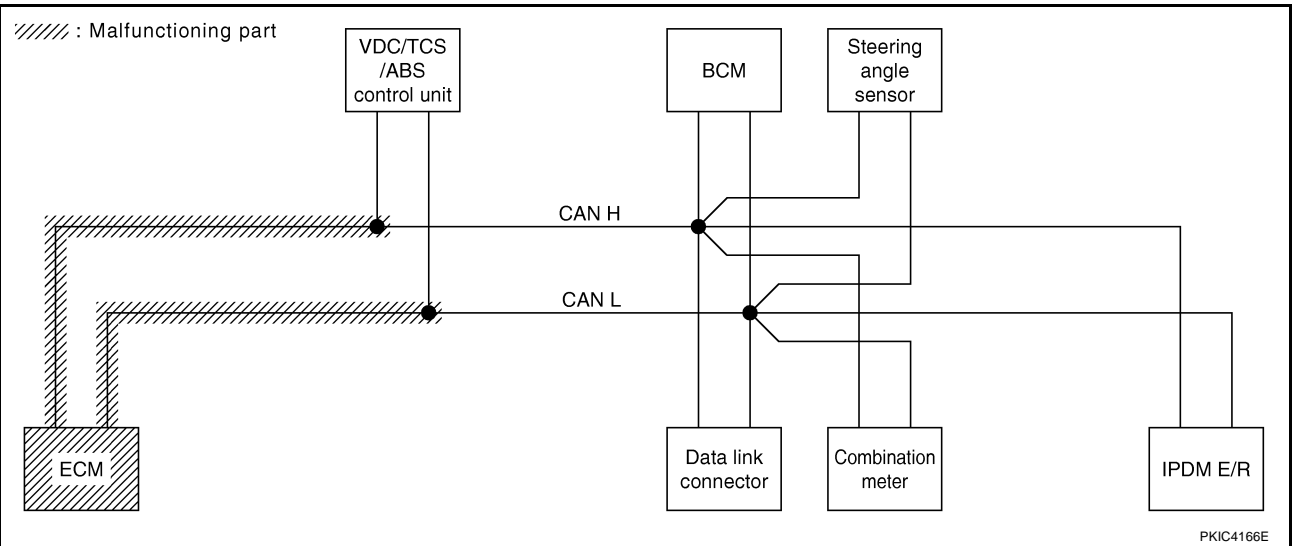 : Malfunctioning part
VDC/TCS
/ABS
control unit
BCM
Steering
angle
sensor
CAN H
CAN L
ECM
Data link
connector
Combination
meter
IPDM E/R
PKIC4166E